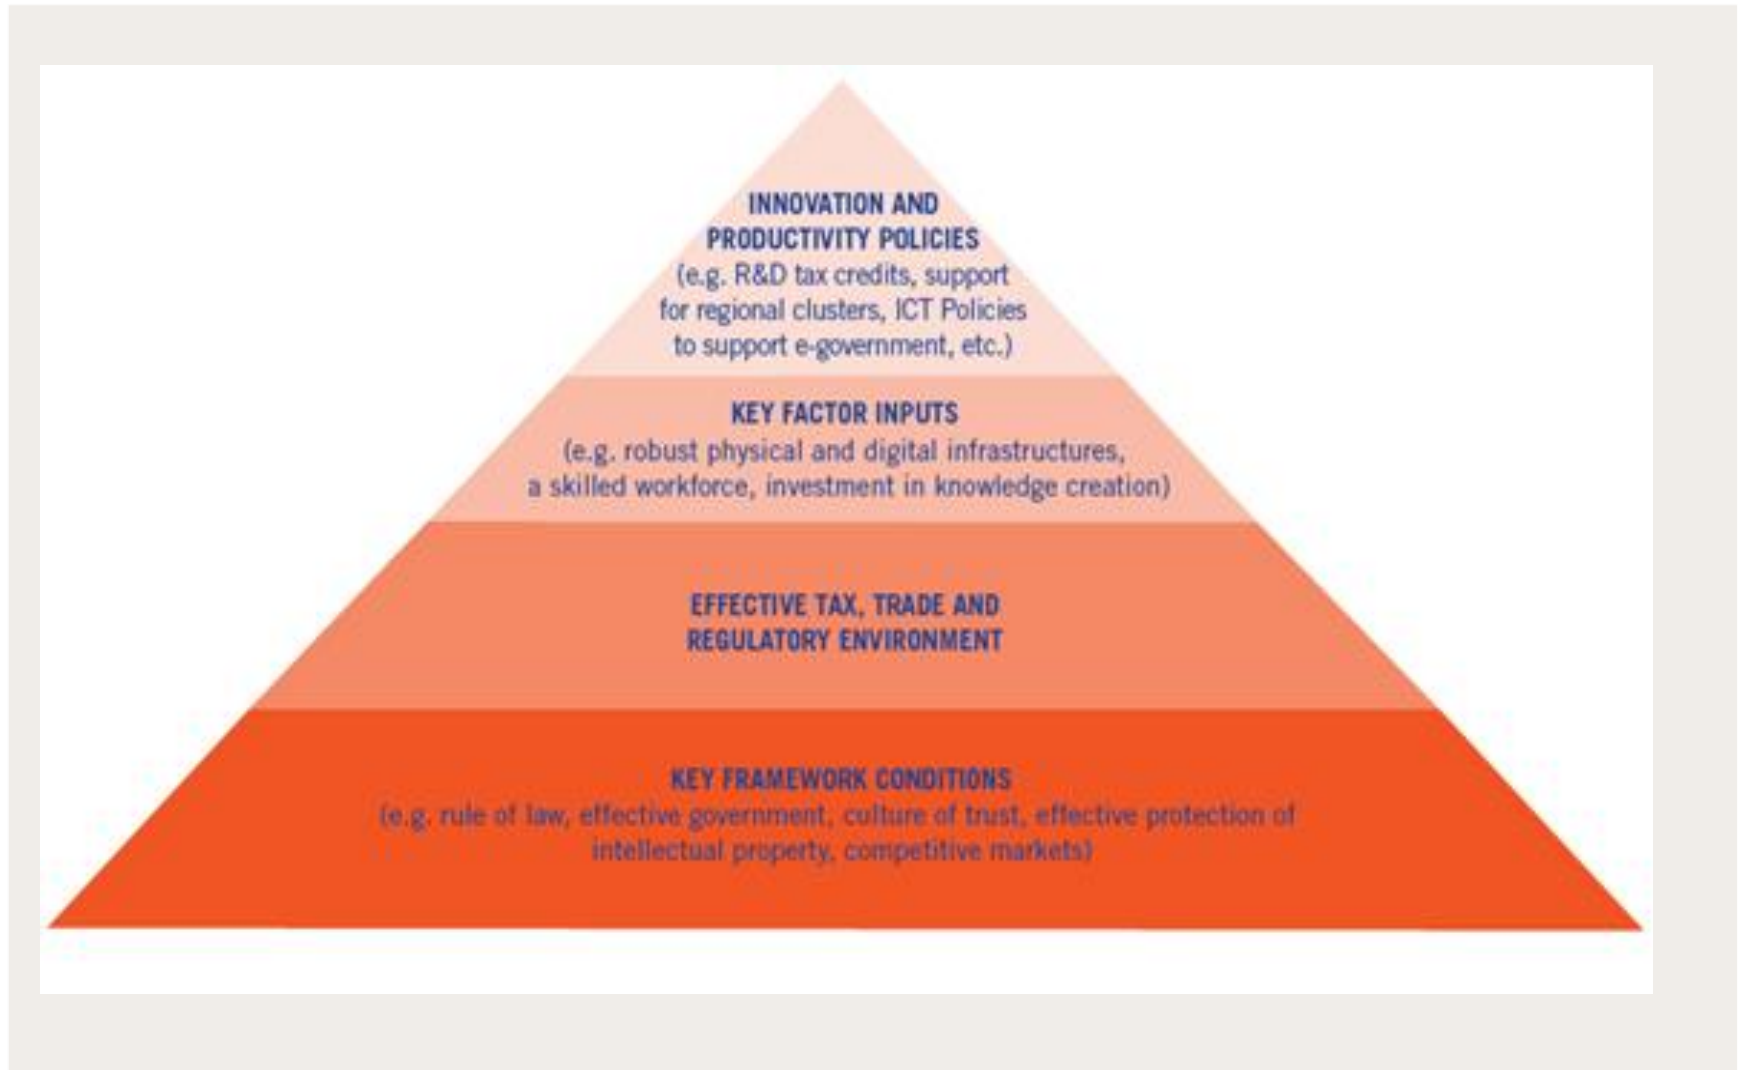 INNOVATION AND
PRODUCTIVITY POLICIES
(e.g. R&D tax credits, support
for regional clusters, ICT Policies
to support e-government, etc.)
KEY FACTOR INPUTS
(e.g. robust physical and digital infrastructures,
a skilled workforce, investment in knowledge creation)
EFFECTIVE TAX, TRADE AND
REGULATORY ENVIRONMENT
KEY FRAMEWORK CONDITIONS
(e.g. rule of law, effective government, culture of trust, effective protection of
intellectual property, competitive markets)